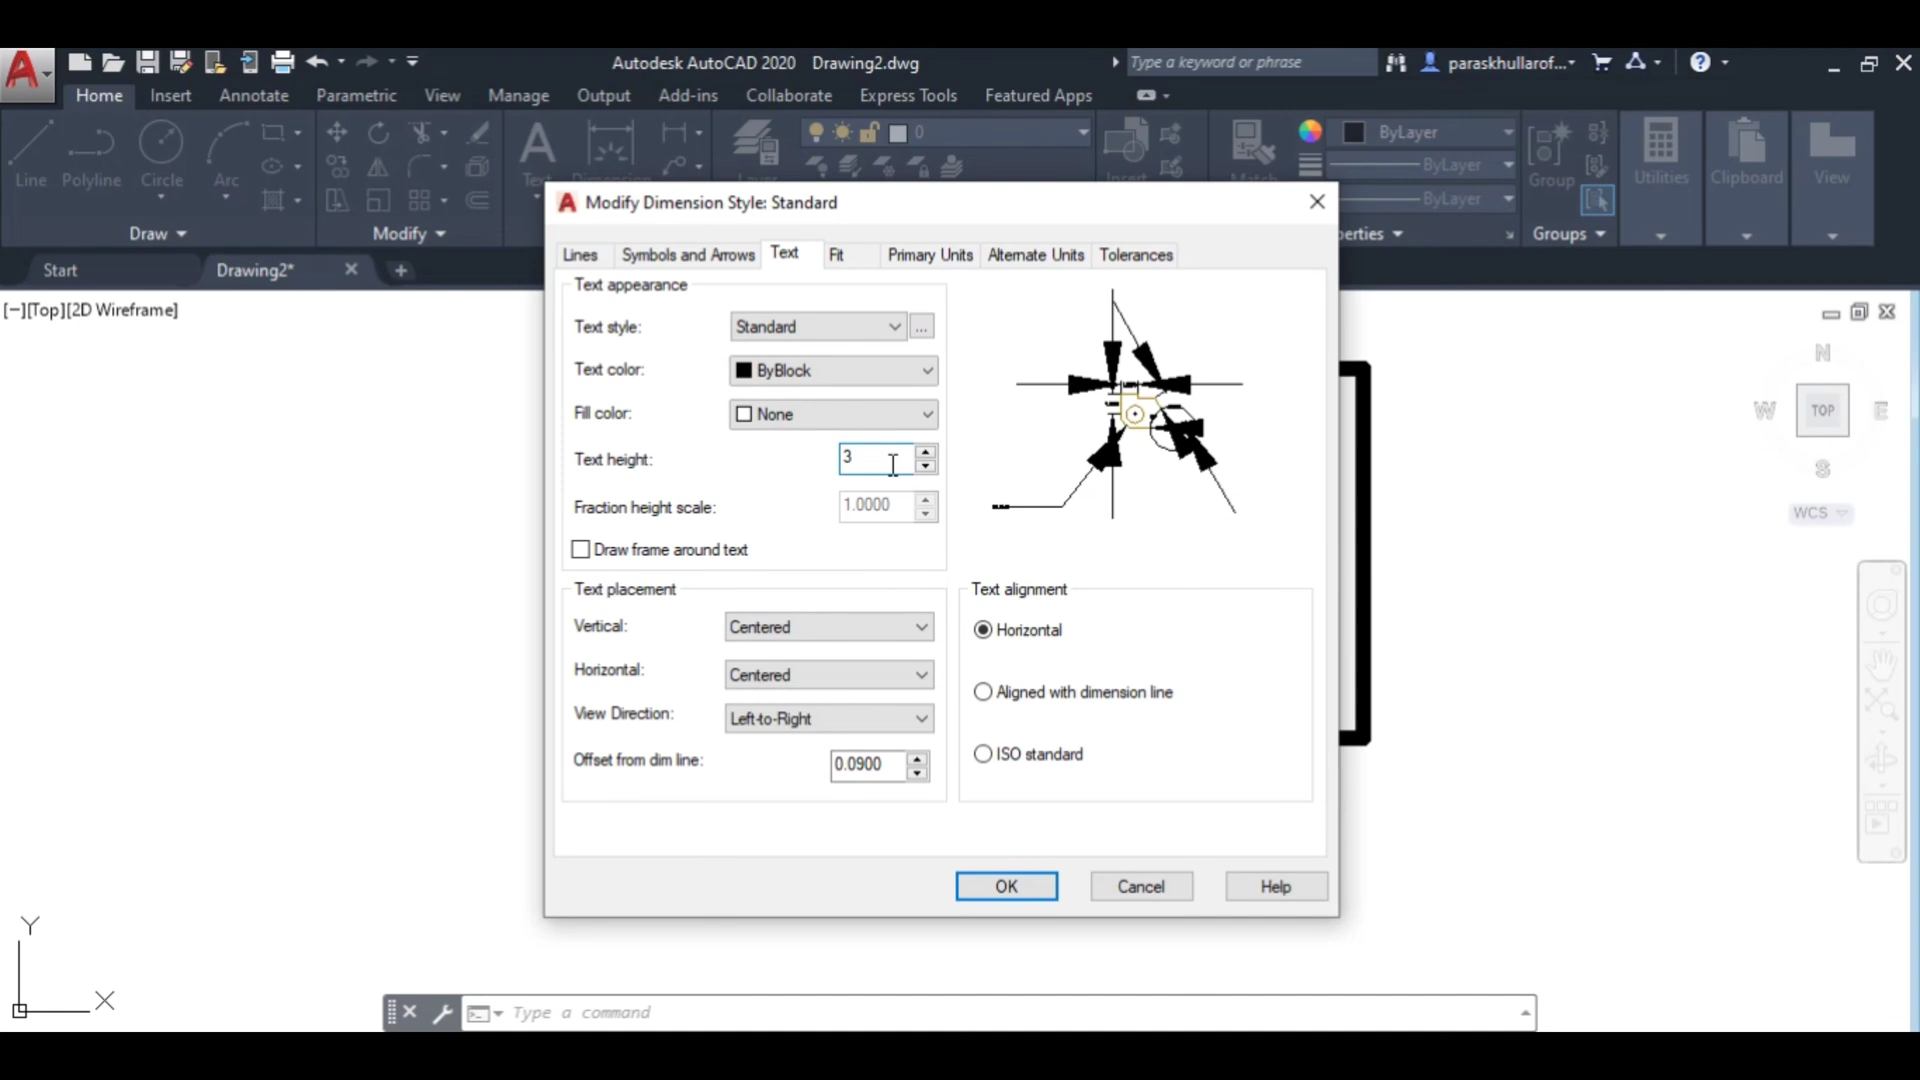 Autodesk AutoCAD 2020 Drawing2.dwg
Type a keyword or phrase
paraskhullarof...
Home Insert Annotate Parametric View Manage Output Add-ins Collaborate Express Tools Featured Apps
0
ByLayer
ByLayer
ByLayer
Line Polyline Circle Arc
Group Utilities Clipboard View
Draw Modify
Groups
Start Drawing2*
[−][Top][2D Wireframe]
Modify Dimension Style: Standard
Lines Symbols and Arrows Text Fit Primary Units Alternate Units Tolerances
Text appearance
Text style: Standard ...
Text color: ByBlock
Fill color: None
Text height: 3
Fraction height scale: 1.0000
Draw frame around text
Text placement
Vertical: Centered
Horizontal: Centered
View Direction: Left-to-Right
Offset from dim line: 0.0900
Text alignment
Horizontal
Aligned with dimension line
ISO standard
OK Cancel Help
N
W TOP E
S
WCS
Y
X
Type a command